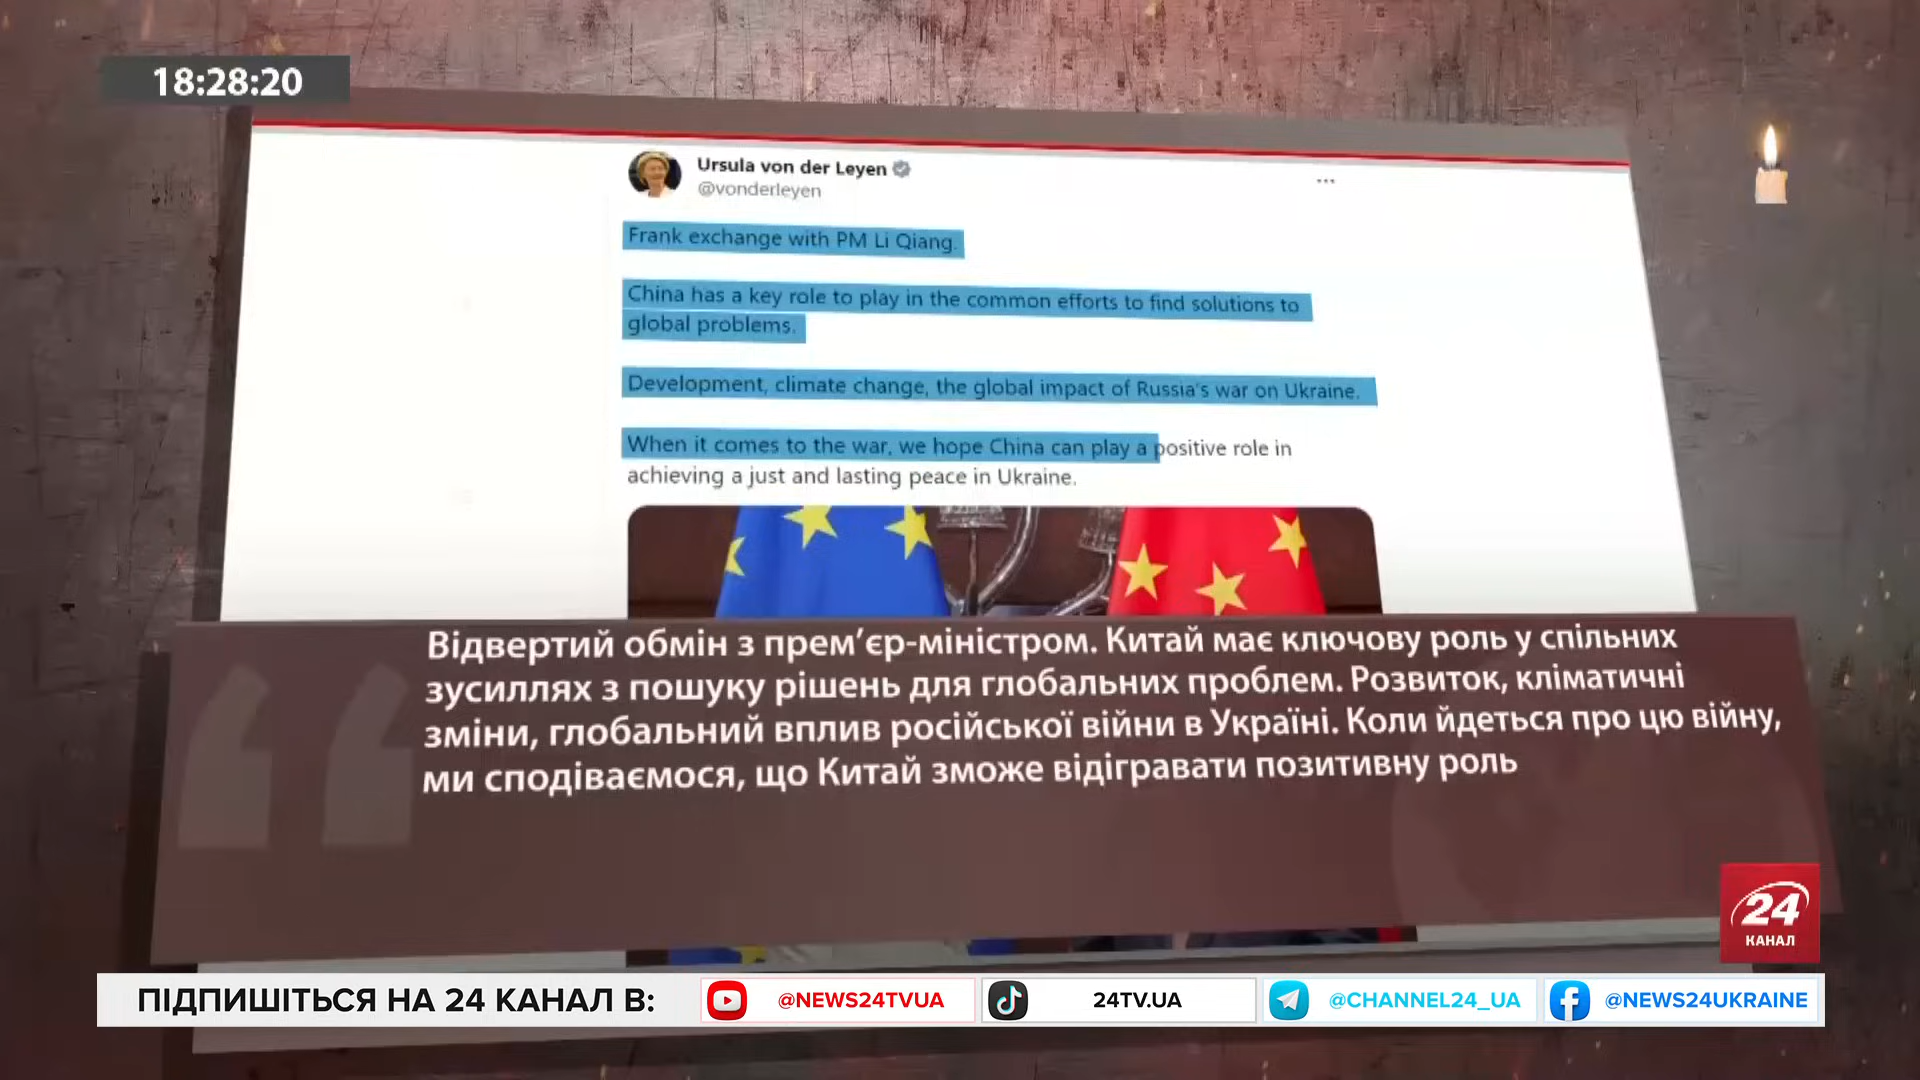 18:28:20
Ursula von der Leyen
@vonderleyen
Frank exchange with PM Li Qiang.
China has a key role to play in the common efforts to find solutions to
global problems.
Development, climate change, the global impact of Russia's war on Ukraine.
When it comes to the war, we hope China can play a positive role in
achieving a just and lasting peace in Ukraine.
Відвертий обмін з прем’єр-міністром. Китай має ключову роль у спільних
зусиллях з пошуку рішень для глобальних проблем. Розвиток, кліматичні
зміни, глобальний вплив російської війни в Україні. Коли йдеться про цю війну,
ми сподіваємося, що Китай зможе відігравати позитивну роль
24
КАНАЛ
ПІДПИШІТЬСЯ НА 24 КАНАЛ В:
@NEWS24TVUA
24TV.UA
@CHANNEL24_UA
@NEWS24UKRAINE